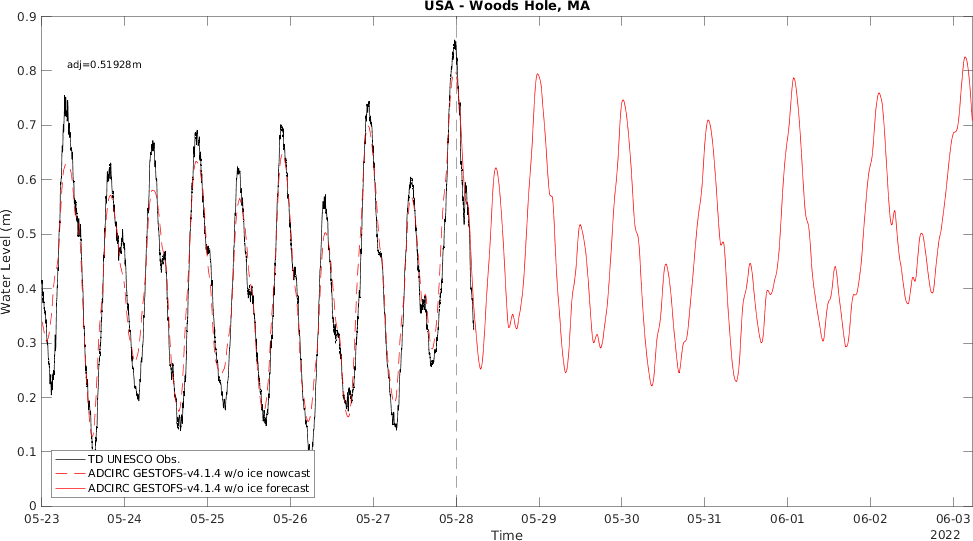 USA - Woods Hole, MA
0.9
0.8
0.7
0.6
0.5
0.4
0.3
0.2
0.1
0
Water Level (m)
adj=0.51928m
TD UNESCO Obs.
ADCIRC GESTOFS-v4.1.4 w/o ice nowcast
ADCIRC GESTOFS-v4.1.4 w/o ice forecast
05-23 05-24 05-25 05-26 05-27 05-28 05-29 05-30 05-31 06-01 06-02 06-03
Time
2022